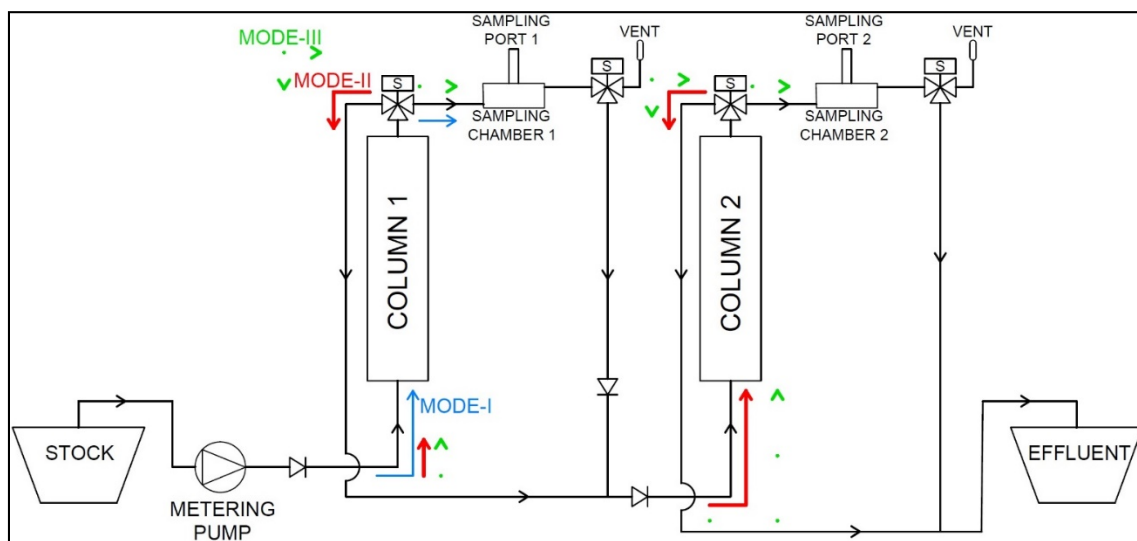 MODE-III
MODE-II
S
SAMPLING
PORT 1
S
VENT
SAMPLING
CHAMBER 1
COLUMN 1
MODE-I
S
SAMPLING
PORT 2
S
VENT
SAMPLING
CHAMBER 2
COLUMN 2
STOCK
METERING
PUMP
EFFLUENT